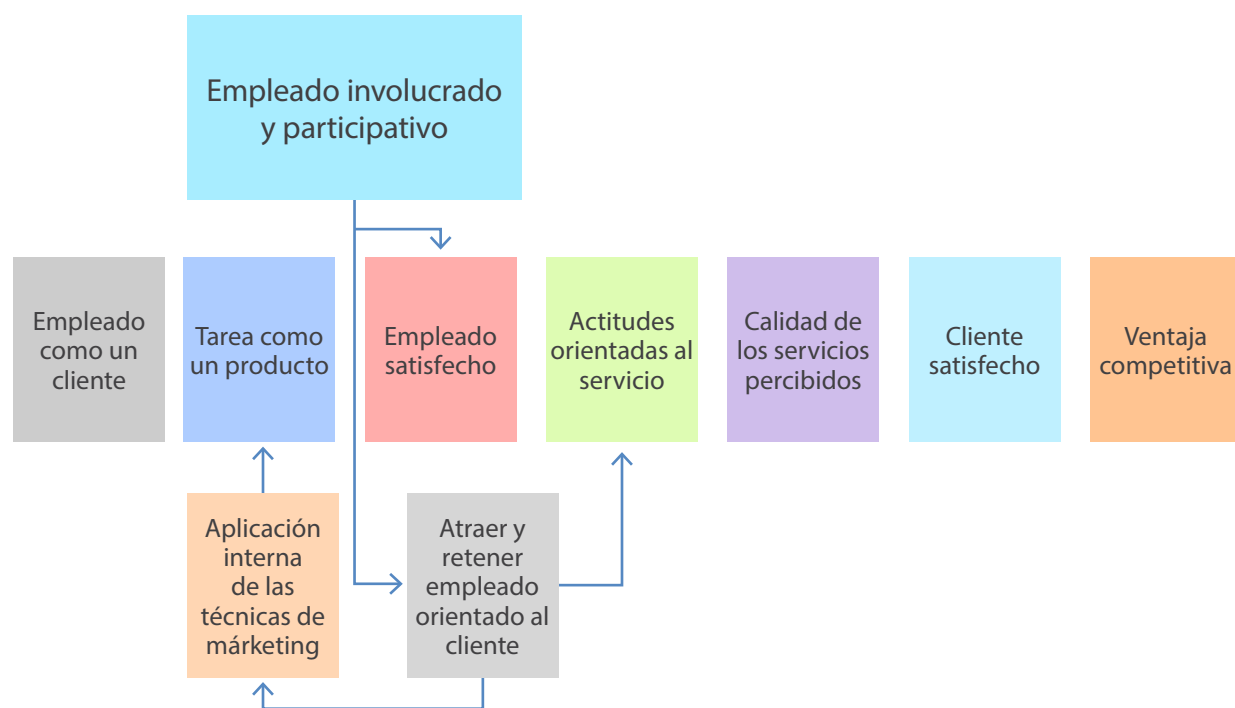 Empleado involucrado
y participativo
Empleado
como un
cliente
Tarea como
un producto
Empleado
satisfecho
Actitudes
orientadas al
servicio
Calidad de
los servicios
percibidos
Cliente
satisfecho
Ventaja
competitiva
Aplicación
interna
de las
técnicas de
márketing
Atraer y
retener
empleado
orientado al
cliente